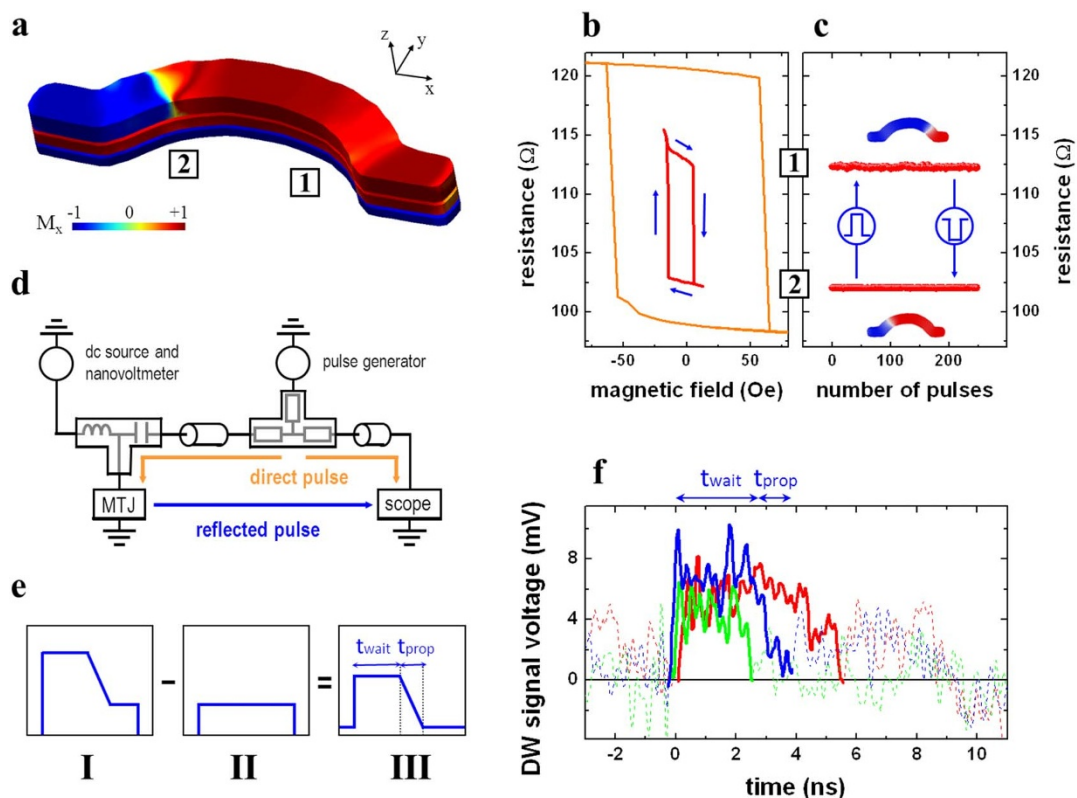 a
z
y
x
2
1
-1 0 +1
Mx
b
c
resistance (Ω)
120
115
110
105
100
-50 0 50
magnetic field (Oe)
1
2
0 100 200
number of pulses
120
115
110
105
100
resistance (Ω)
d
dc source and
nanovoltmeter
pulse generator
direct pulse
MTJ
reflected pulse
scope
e
twait tprop
- =
I II III
f
twait tprop
DW signal voltage (mV)
8
4
0
-2 0 2 4 6 8 10
time (ns)